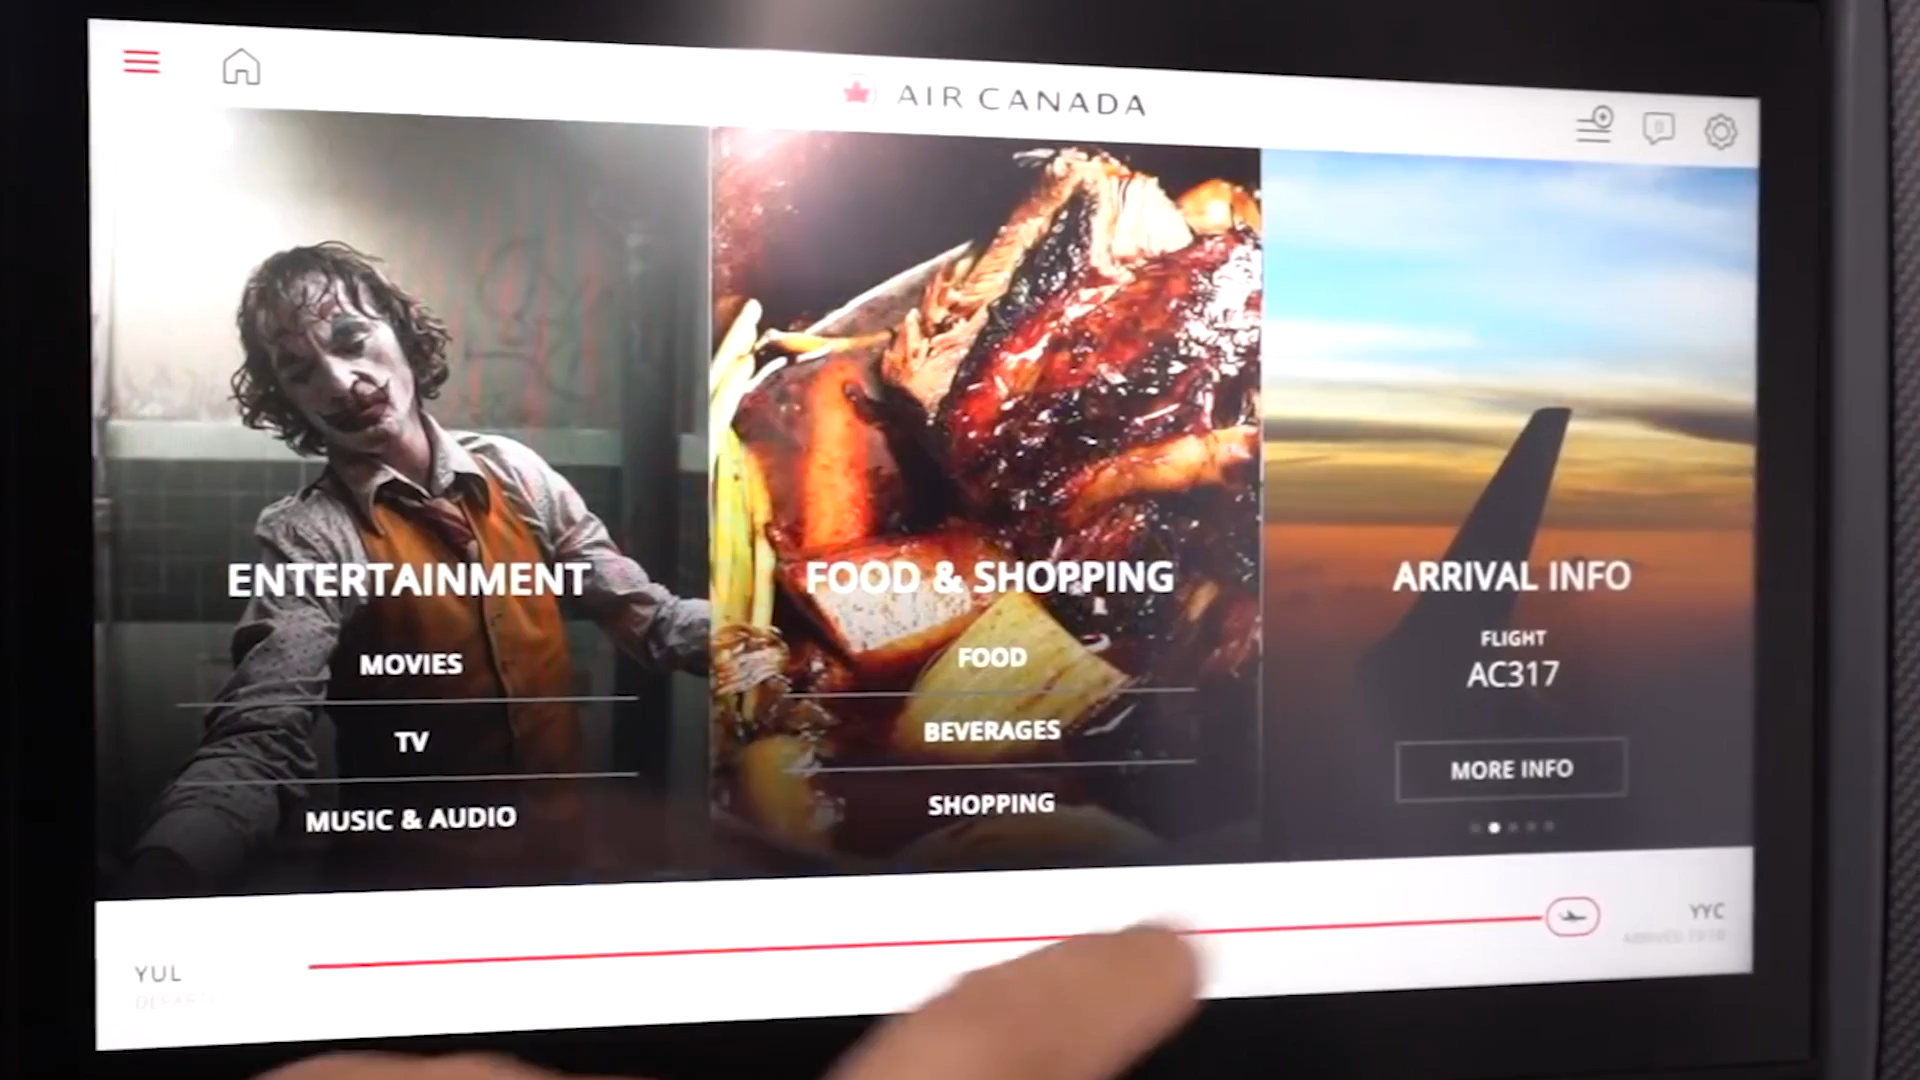 AIR CANADA
ENTERTAINMENT
MOVIES
TV
MUSIC & AUDIO
FOOD & SHOPPING
FOOD
BEVERAGES
SHOPPING
ARRIVAL INFO
FLIGHT
AC317
MORE INFO
YUL
YYC